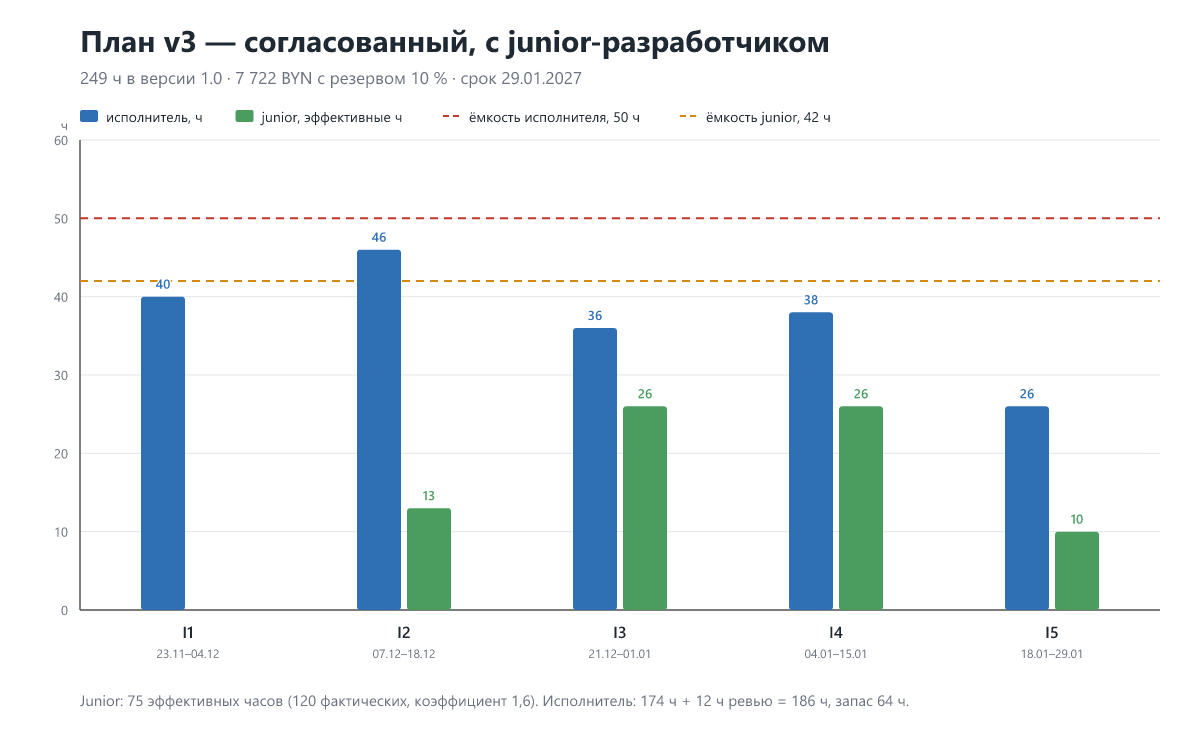 План v3 — согласованный, с junior-разработчиком
249 ч в версии 1.0 · 7 722 BYN с резервом 10 % · срок 29.01.2027
исполнитель, ч junior, эффективные ч ёмкость исполнителя, 50 ч ёмкость junior, 42 ч
ч
60
50
46
40
40
38
36
30
26 26 26
20
13
10
10
0
I1 I2 I3 I4 I5
23.11–04.12 07.12–18.12 21.12–01.01 04.01–15.01 18.01–29.01
Junior: 75 эффективных часов (120 фактических, коэффициент 1,6). Исполнитель: 174 ч + 12 ч ревью = 186 ч, запас 64 ч.